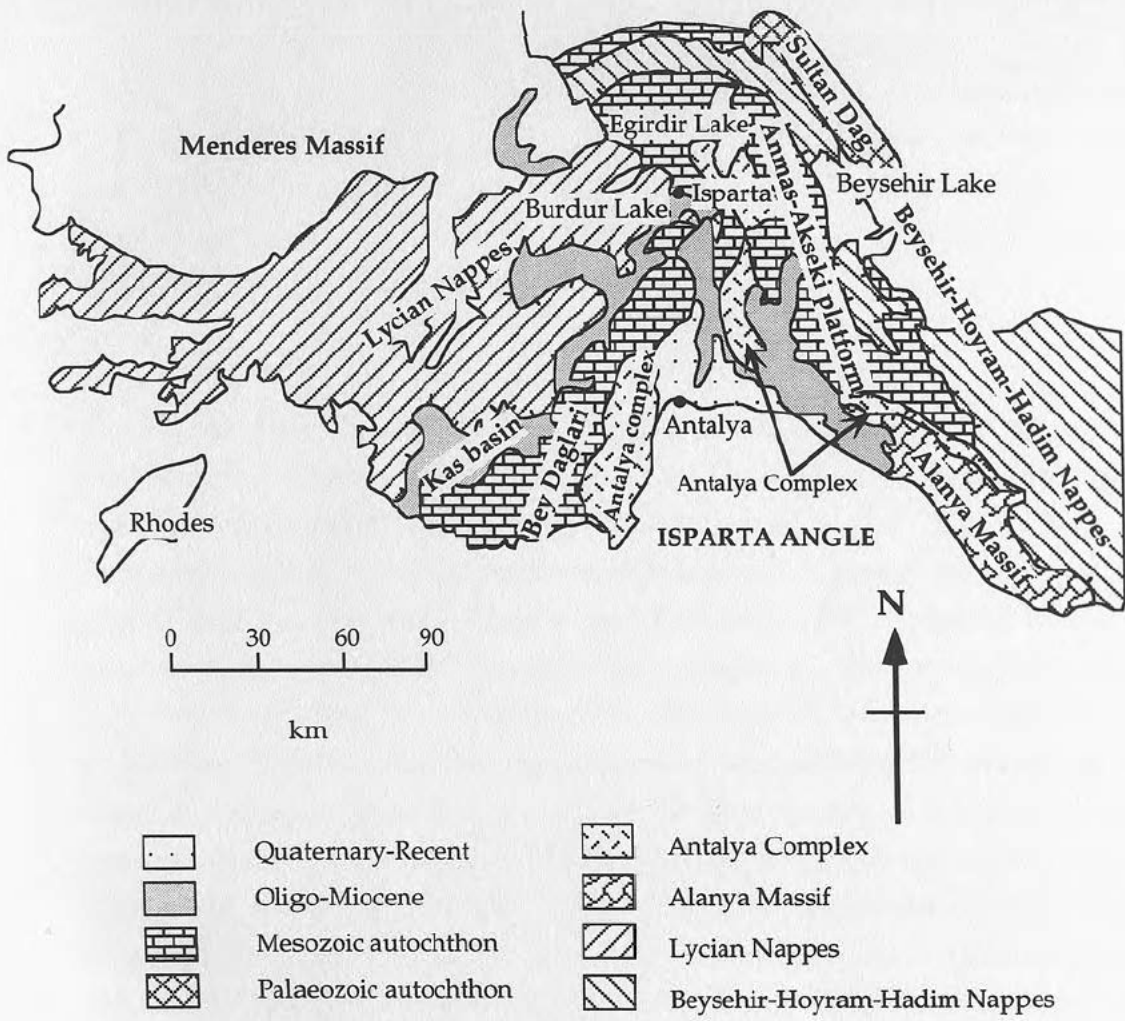 Sultan Dag
Egirdir Lake
Menderes Massif
Anmas-Akseki platform
Beysehir Lake
Isparta
Burdur Lake
Beysehir-Hoyram-Hadim Nappes
Lycian Nappes
Antalya complex
Antalya
Kas basin
Bey Daglari
Antalya Complex
Alanya Massif
Rhodes
ISPARTA ANGLE
N
0 30 60 90
km
Quaternary-Recent
Antalya Complex
Oligo-Miocene
Alanya Massif
Mesozoic autochthon
Lycian Nappes
Palaeozoic autochthon
Beysehir-Hoyram-Hadim Nappes